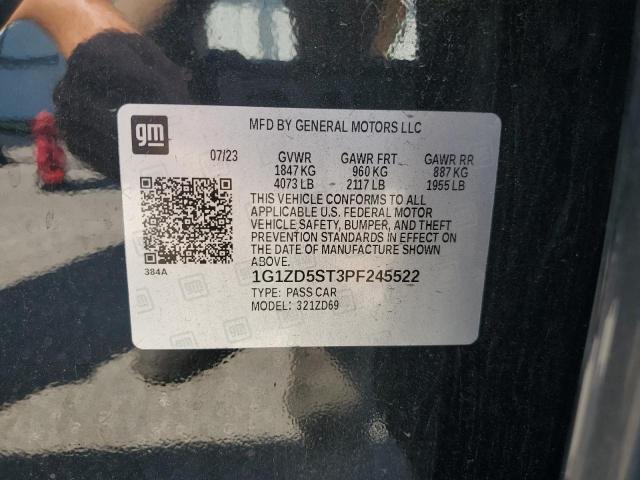 gm
MFD BY GENERAL MOTORS LLC
07/23 GVWR GAWR FRT GAWR RR
1847 KG 960 KG 887 KG
4073 LB 2117 LB 1955 LB
THIS VEHICLE CONFORMS TO ALL
APPLICABLE U.S. FEDERAL MOTOR
VEHICLE SAFETY, BUMPER, AND THEFT
PREVENTION STANDARDS IN EFFECT ON
THE DATE OF MANUFACTURE SHOWN
ABOVE.
384A
1G1ZD5ST3PF245522
TYPE: PASS CAR
MODEL: 321ZD69